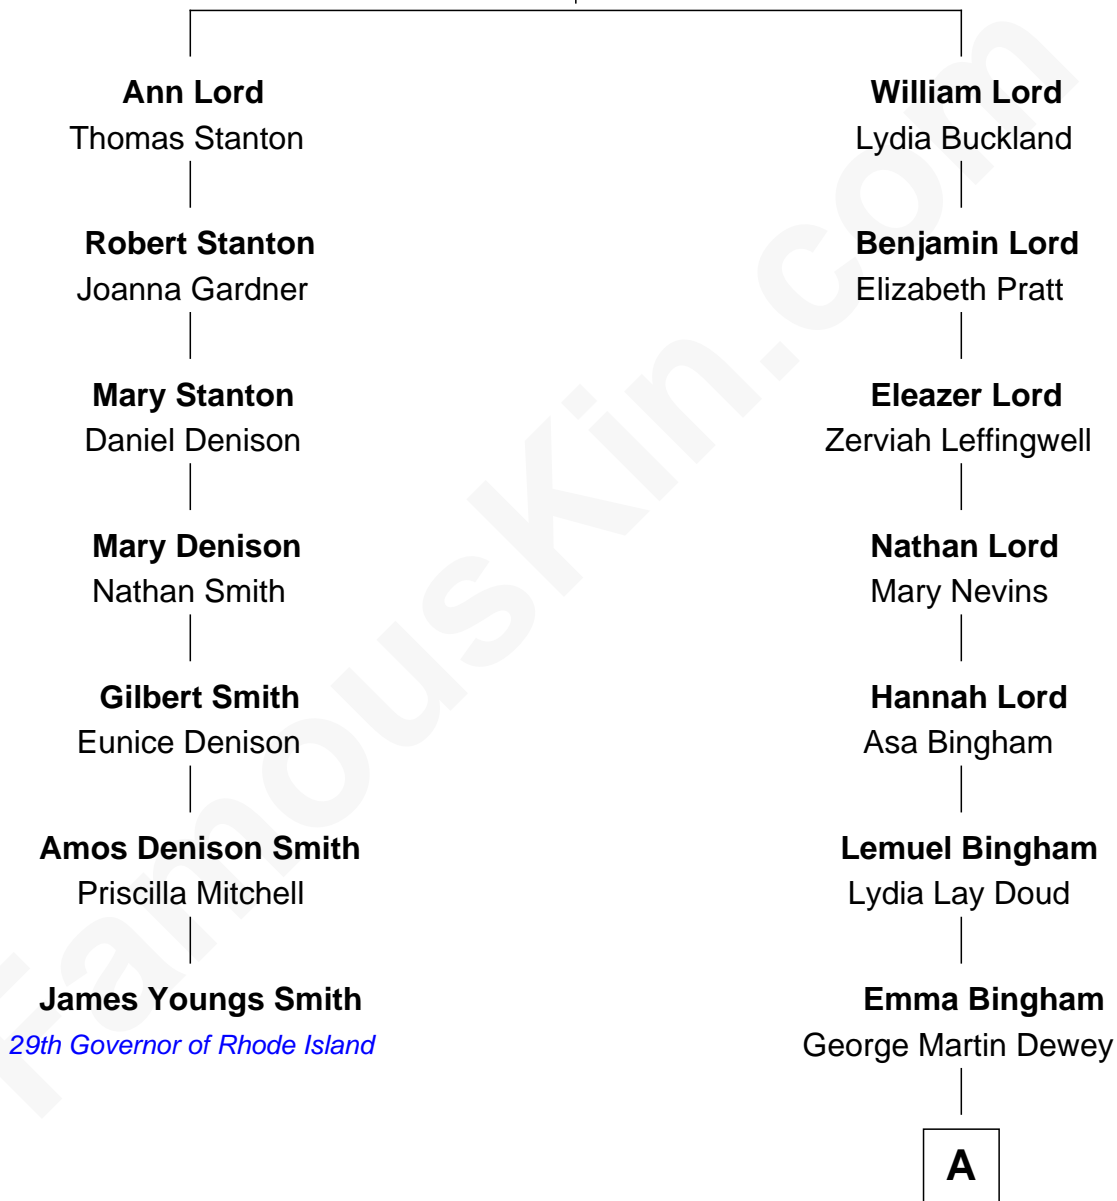 Ann Lord
Thomas Stanton
William Lord
Lydia Buckland
Robert Stanton
Joanna Gardner
Benjamin Lord
Elizabeth Pratt
Mary Stanton
Daniel Denison
Eleazer Lord
Zerviah Leffingwell
Mary Denison
Nathan Smith
Nathan Lord
Mary Nevins
Gilbert Smith
Eunice Denison
Hannah Lord
Asa Bingham
Amos Denison Smith
Priscilla Mitchell
Lemuel Bingham
Lydia Lay Doud
James Youngs Smith
29th Governor of Rhode Island
Emma Bingham
George Martin Dewey
A
FamousKin.com